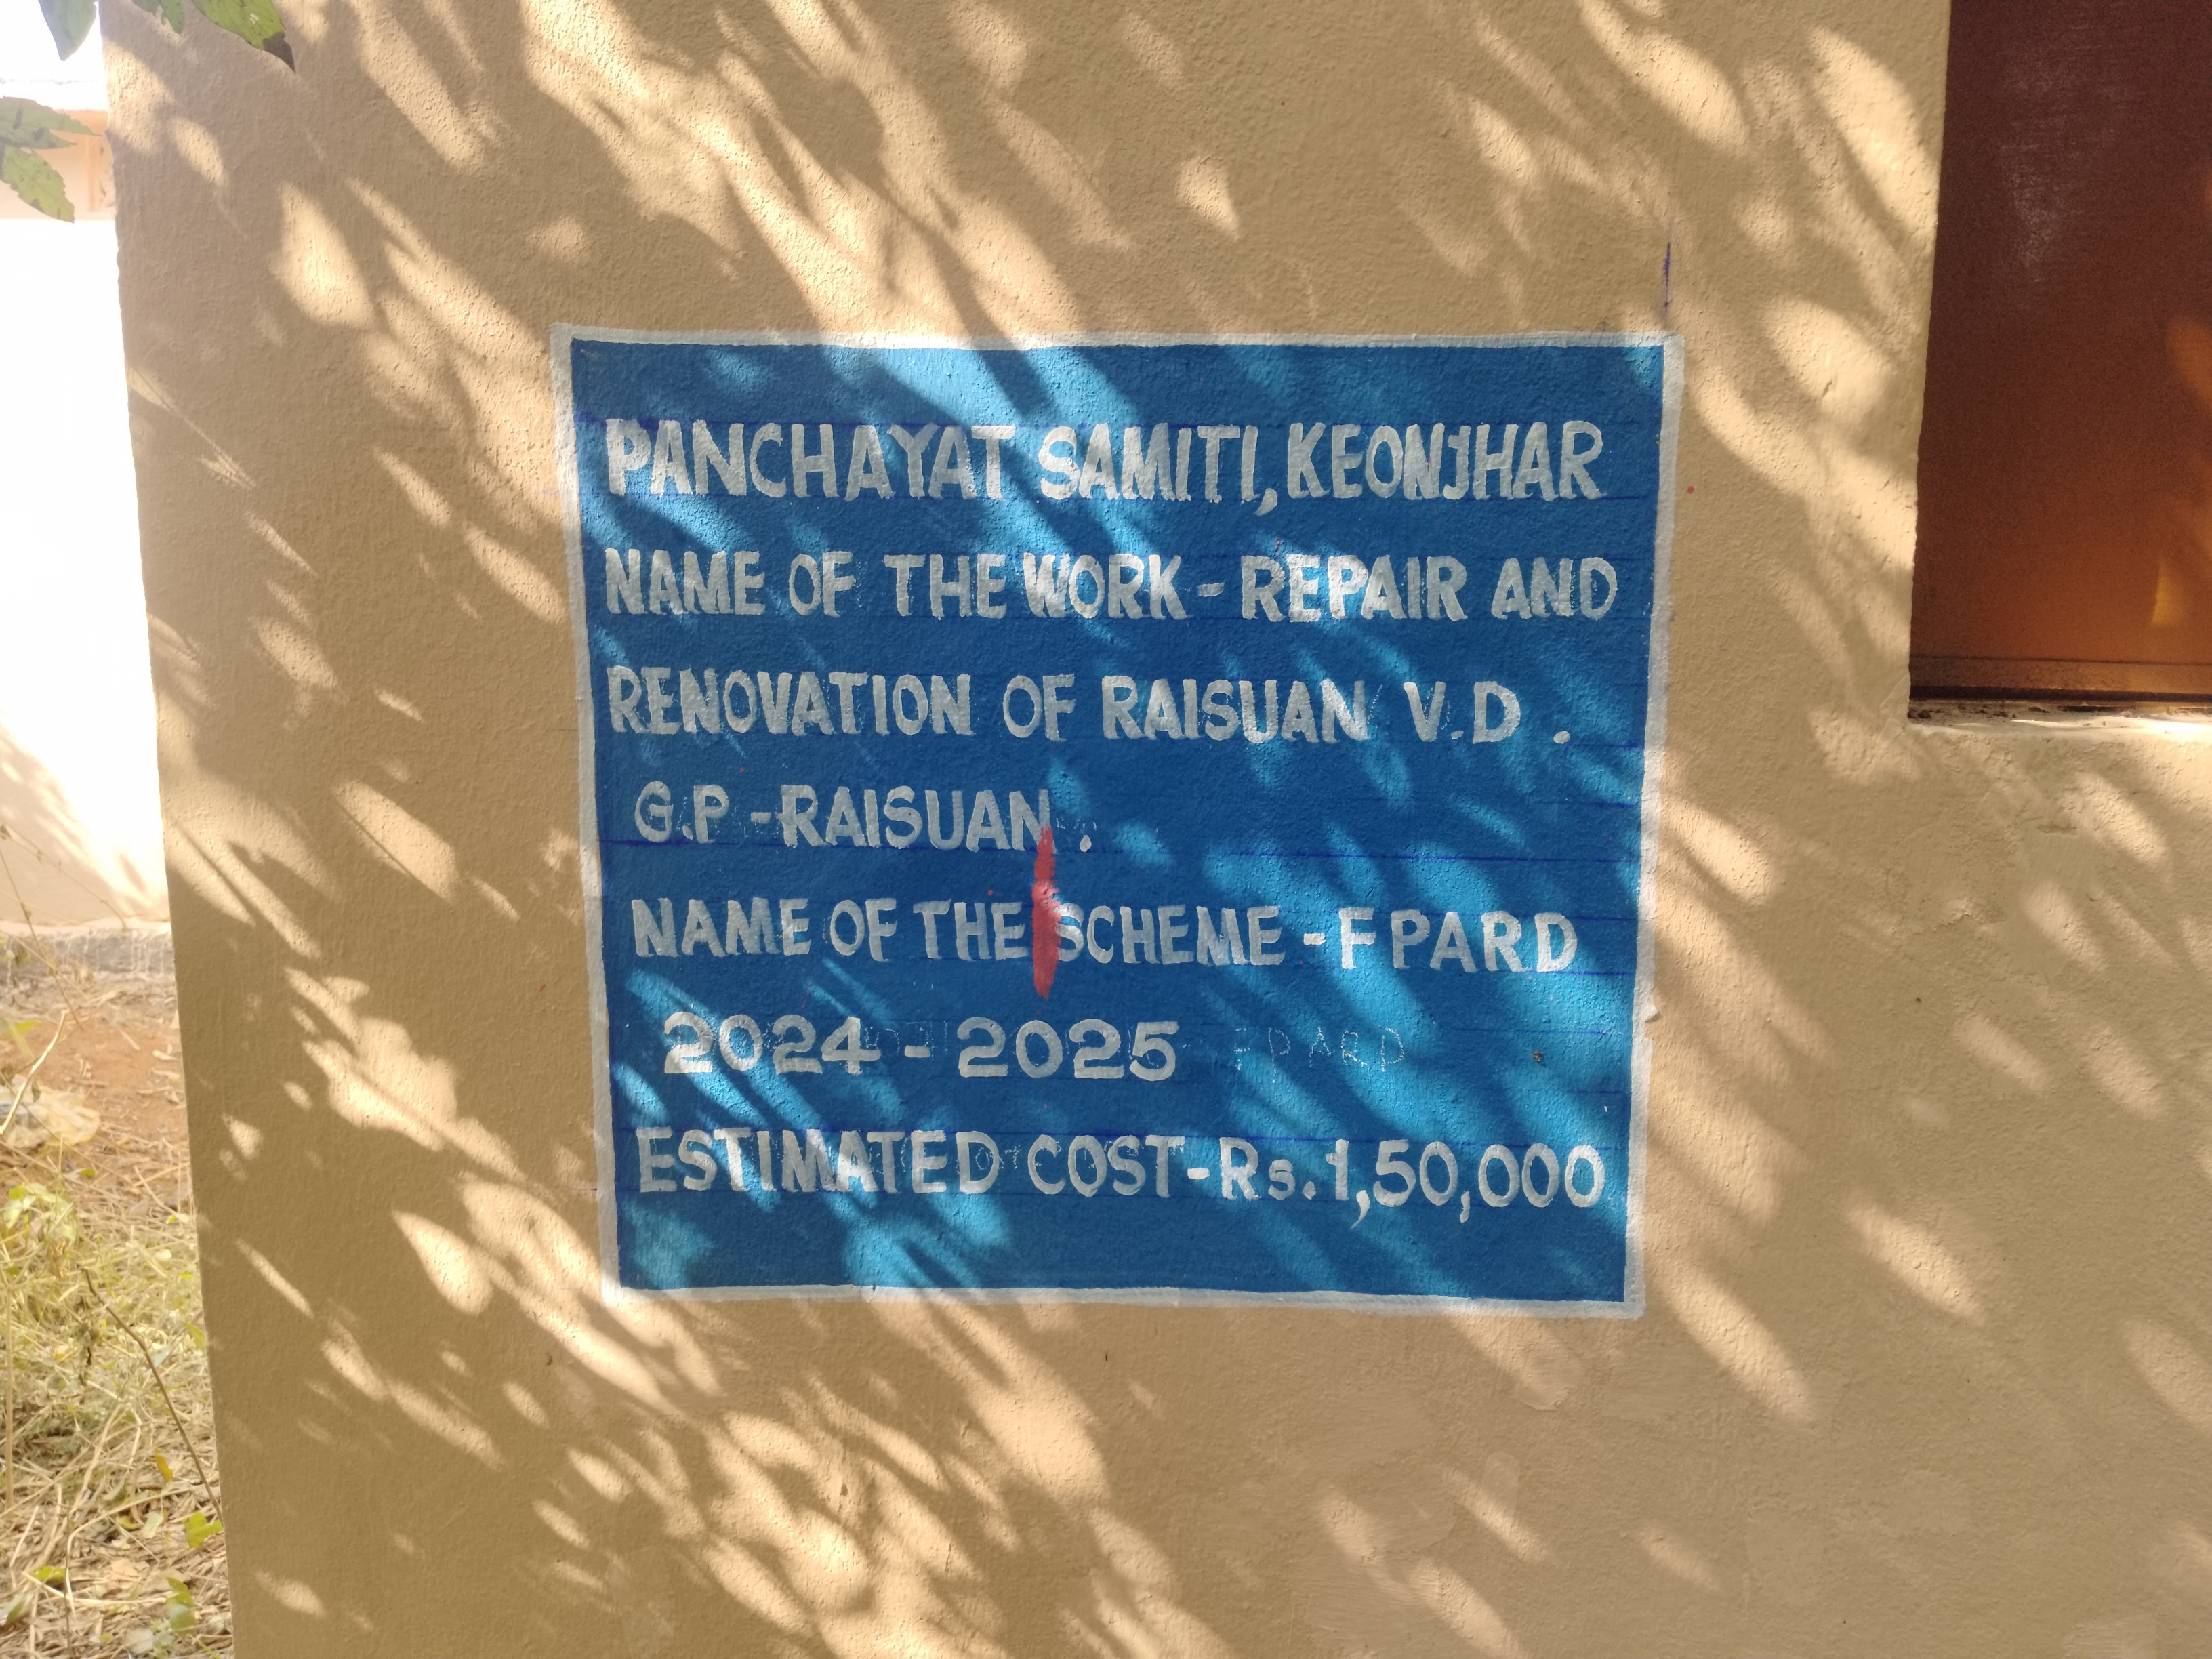 PANCHAYAT SAMITI, KEONJHAR
NAME OF THE WORK - REPAIR AND
RENOVATION OF RAISUAN V.D .
G.P - RAISUAN .
NAME OF THE SCHEME - FPARD
2024 - 2025
ESTIMATED COST - Rs. 1,50,000